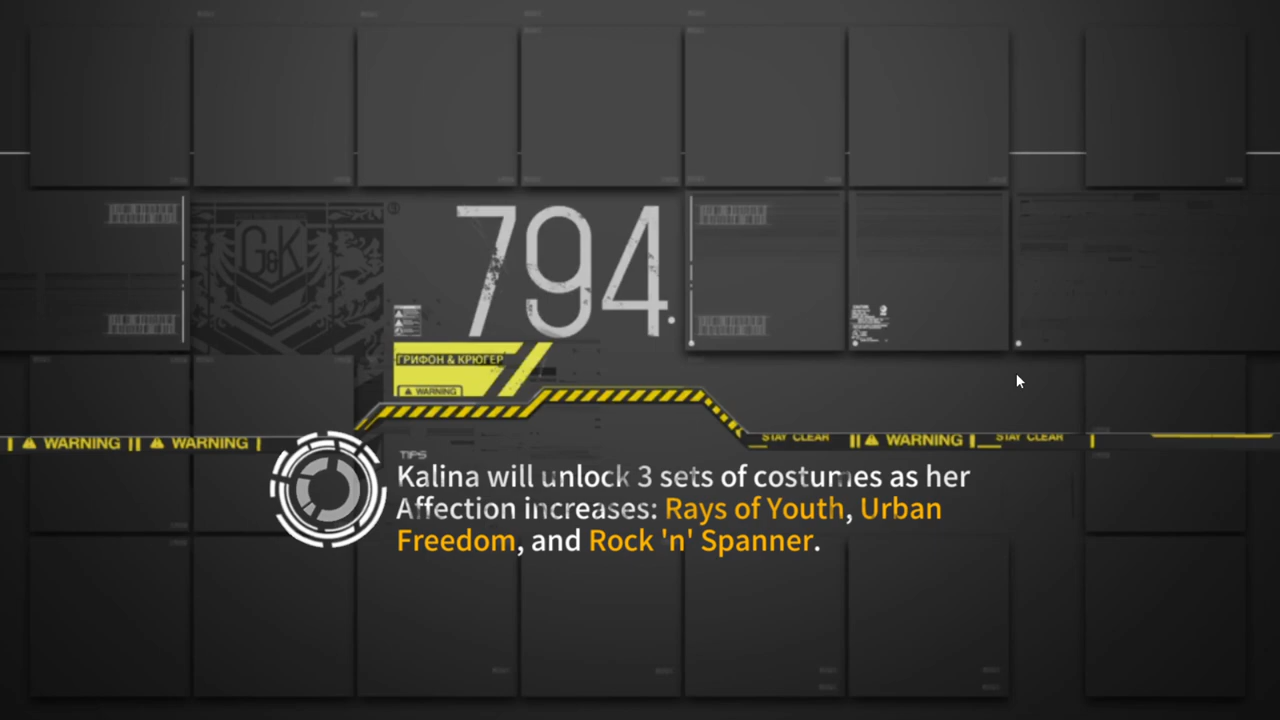 G&K
794.
ГРИФОН & КРЮГЕР
WARNING
WARNING WARNING STAY CLEAR WARNING STAY CLEAR
TIPS
Kalina will unlock 3 sets of costumes as her
Affection increases: Rays of Youth, Urban
Freedom, and Rock 'n' Spanner.